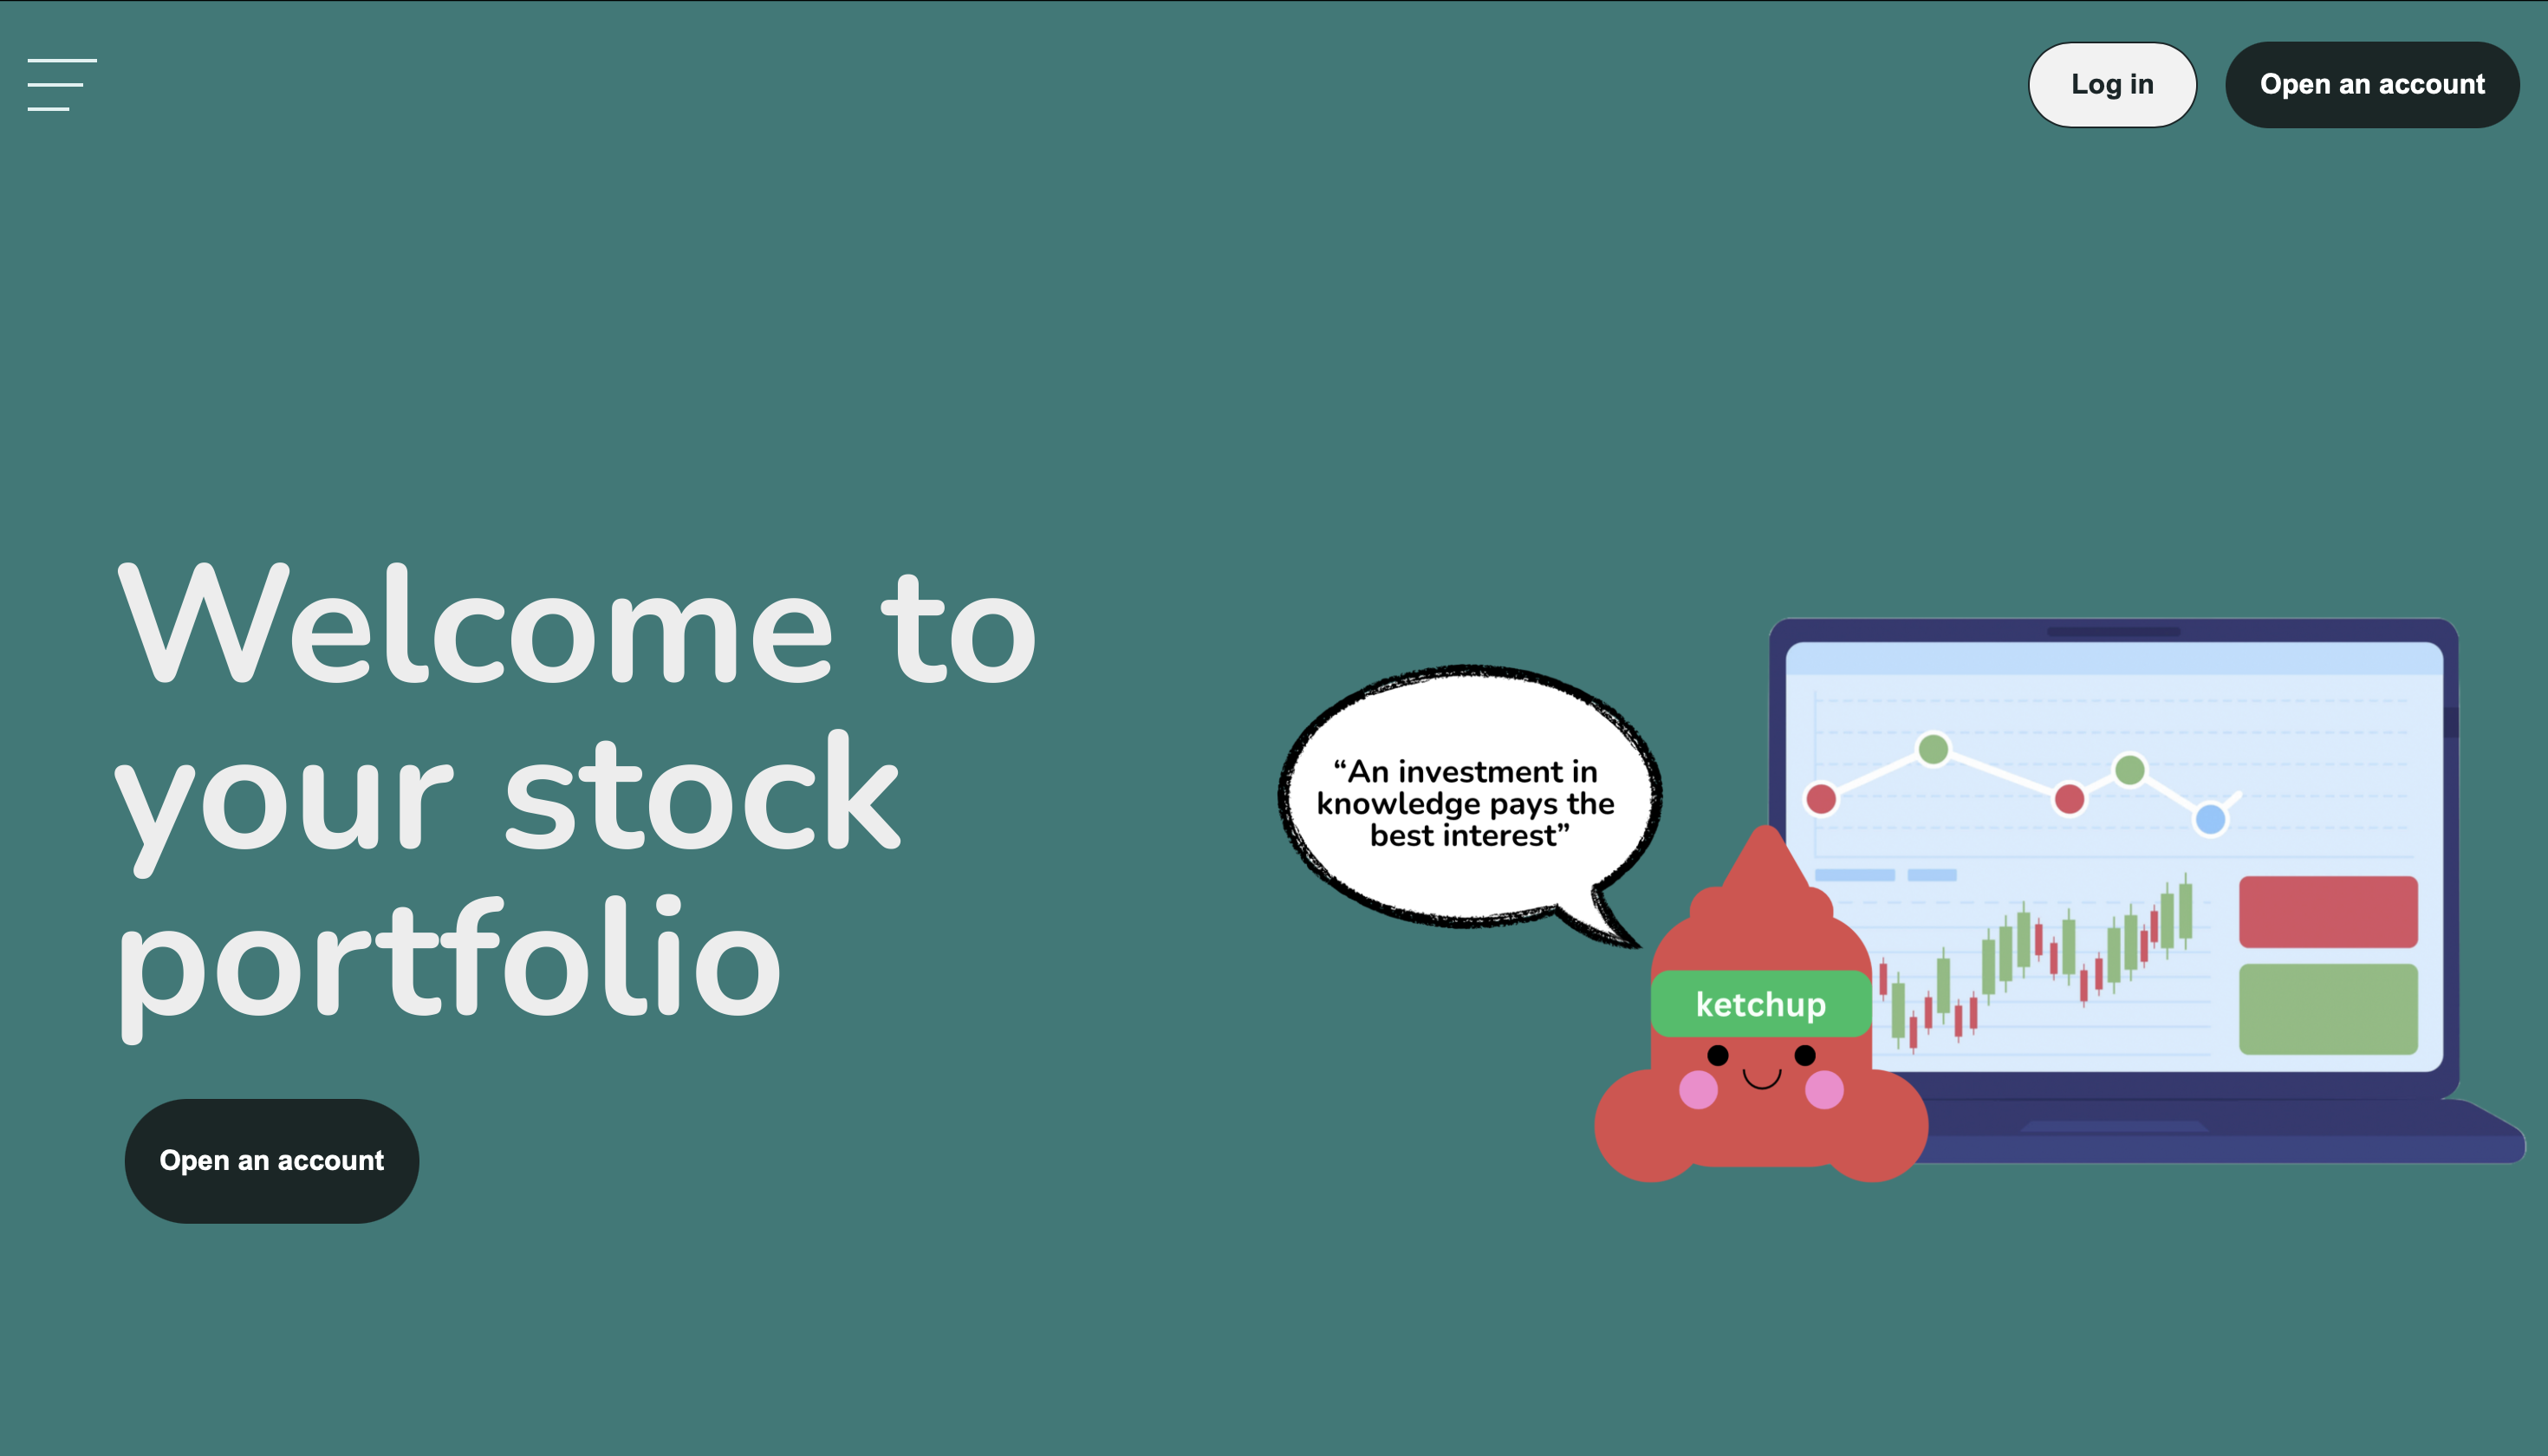 Log in
Open an account
Welcome to
your stock
portfolio
Open an account
“An investment in
knowledge pays the
best interest”
ketchup